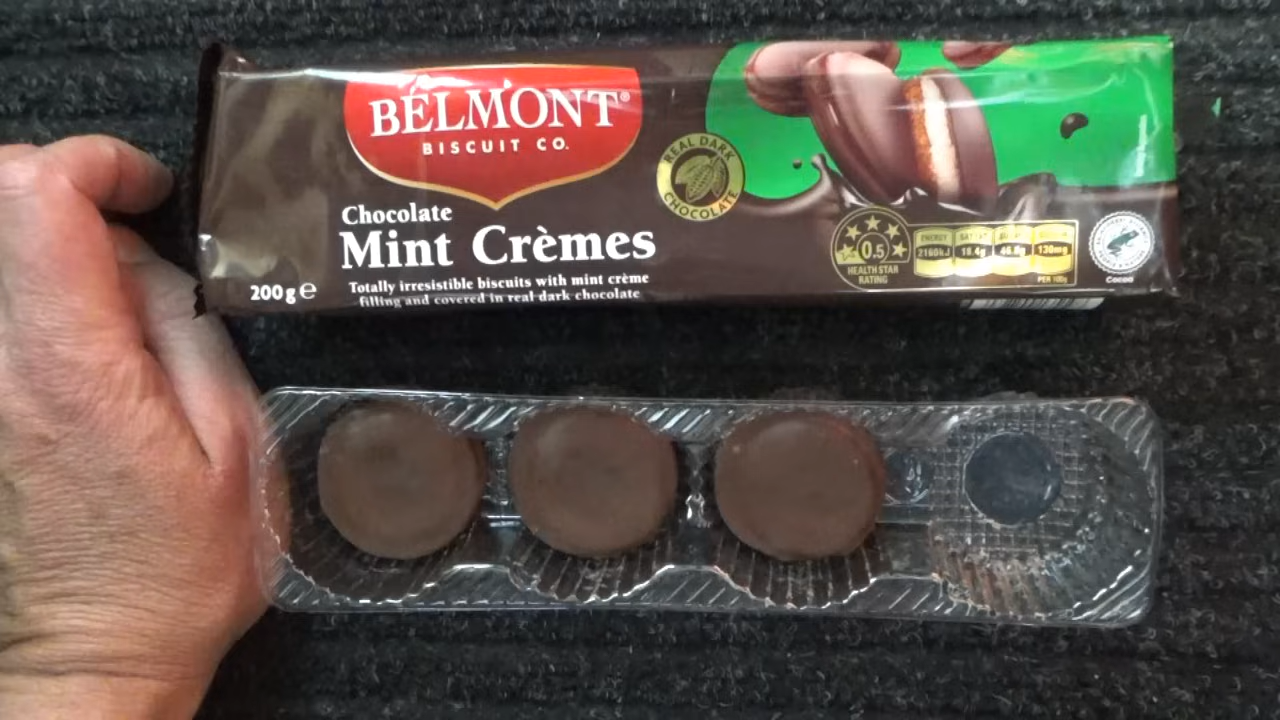 BELMONT®
BISCUIT CO.
REAL DARK
CHOCOLATE
Chocolate
Mint Crèmes
Totally irresistible biscuits with mint crème
filling and covered in real dark chocolate
200g e
0.5
HEALTH STAR
RATING
ENERGY
2160kJ
18.4g
46.8g
130mg
PER 100g
Cocoa